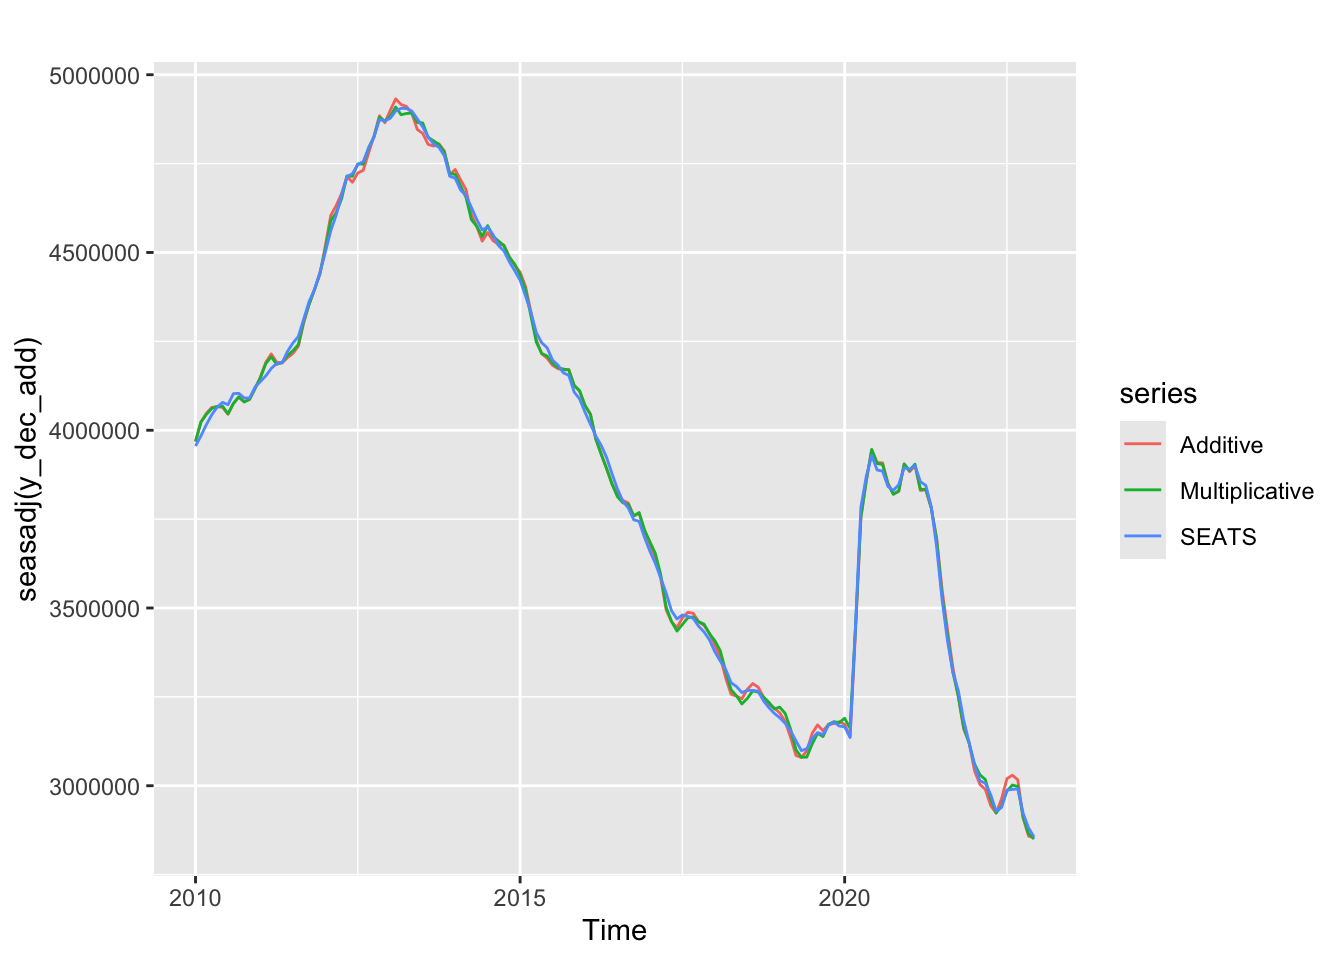 5000000
4500000
4000000
3500000
3000000
seasadj(y_dec_add)
2010
2015
2020
Time
series
Additive
Multiplicative
SEATS